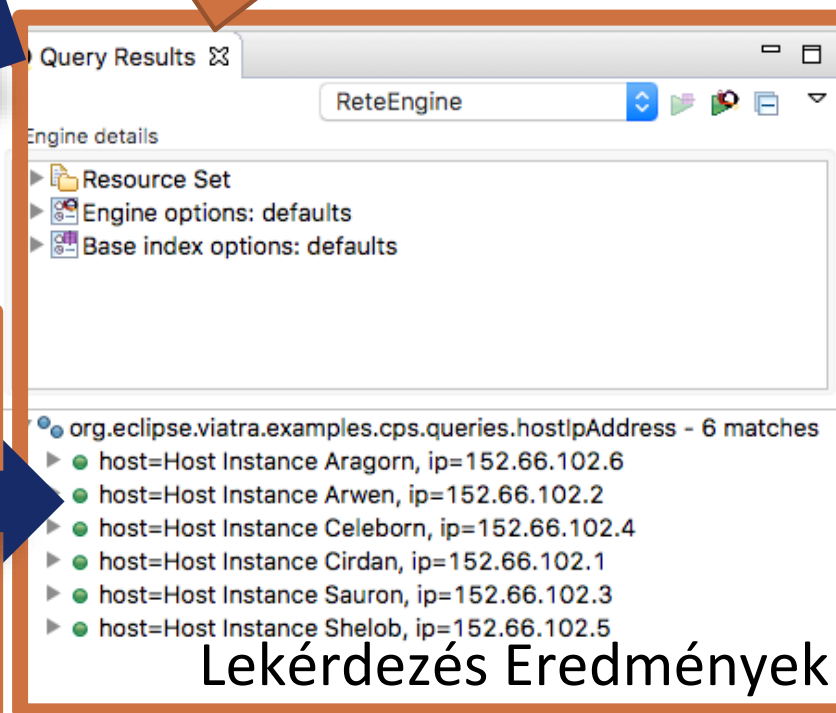 Query Results
ReteEngine
Engine details
Resource Set
Engine options: defaults
Base index options: defaults
org.eclipse.viatra.examples.cps.queries.hostIpAddress - 6 matches
host=Host Instance Aragorn, ip=152.66.102.6
host=Host Instance Arwen, ip=152.66.102.2
host=Host Instance Celeborn, ip=152.66.102.4
host=Host Instance Cirdan, ip=152.66.102.1
host=Host Instance Sauron, ip=152.66.102.3
host=Host Instance Shelob, ip=152.66.102.5
Lekérdezés Eredmények